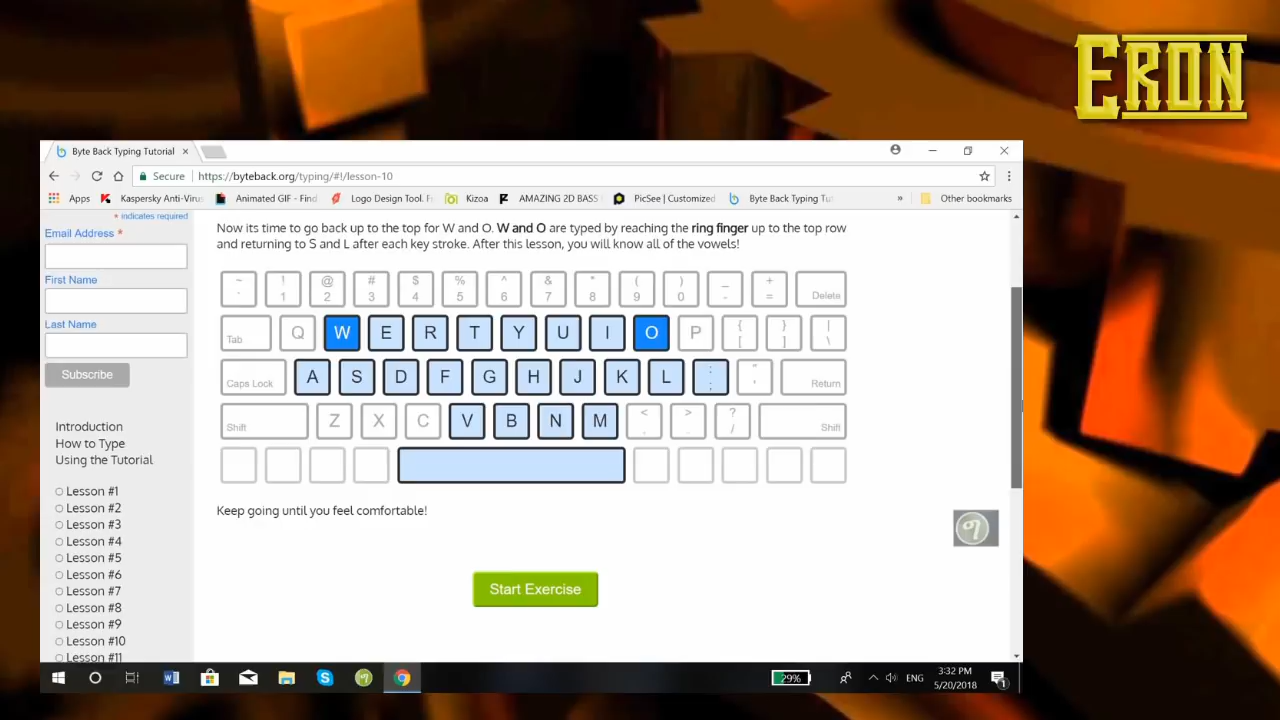 ERON
Byte Back Typing Tutorial
Secure https://byteback.org/typing/#!/lesson-10
Apps Kaspersky Anti-Viru Animated GIF - Find Logo Design Tool. F Kizoa AMAZING 2D BASS PicSee | Customized Byte Back Typing Tut » Other bookmarks
* indicates required
Email Address *
First Name
Last Name
Subscribe
Introduction
How to Type
Using the Tutorial
Lesson #1
Lesson #2
Lesson #3
Lesson #4
Lesson #5
Lesson #6
Lesson #7
Lesson #8
Lesson #9
Lesson #10
Lesson #11
Now its time to go back up to the top for W and O. W and O are typed by reaching the ring finger up to the top row
and returning to S and L after each key stroke. After this lesson, you will know all of the vowels!
~ ! @ # $ % ^ & * ( ) _ +
` 1 2 3 4 5 6 7 8 9 0 - = Delete
Tab Q W E R T Y U I O P { [ } ] | \
Caps Lock A S D F G H J K L : ; " ' Return
Shift Z X C V B N M < , > . ? / Shift
Keep going until you feel comfortable!
Start Exercise
29% ENG 3:32 PM
5/20/2018 1